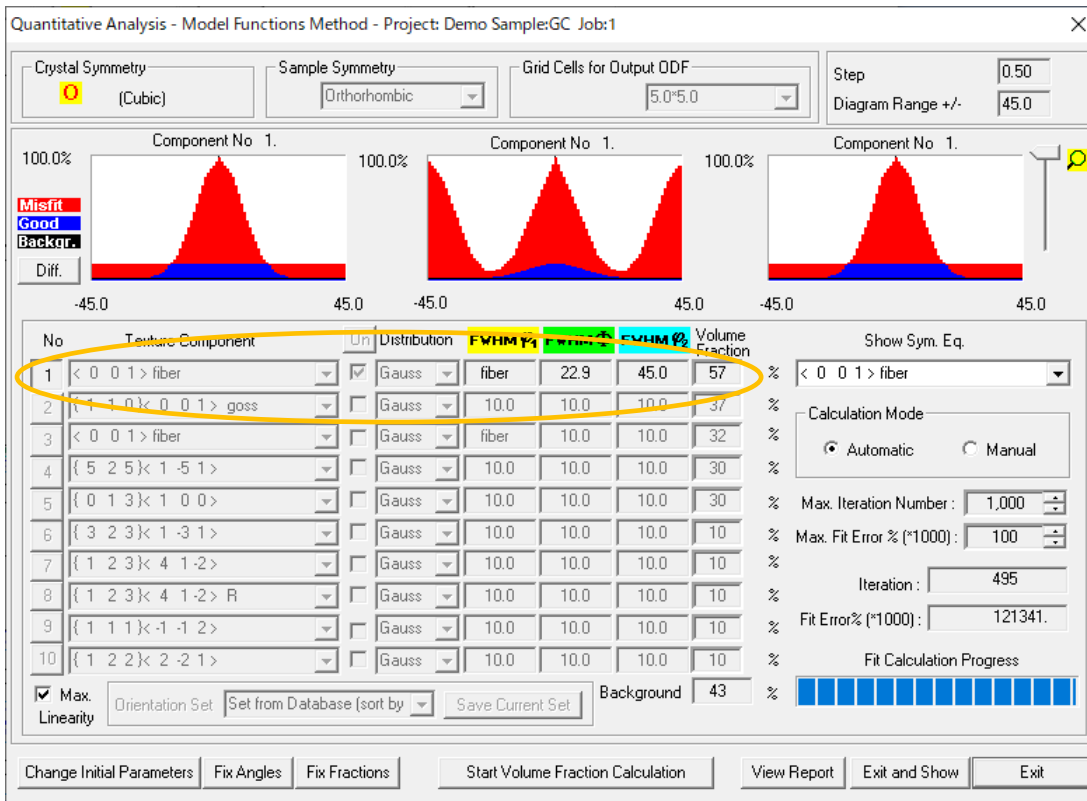 Quantitative Analysis - Model Functions Method - Project: Demo Sample:GC Job:1
Crystal Symmetry
O (Cubic)
Sample Symmetry
Orthorhombic
Grid Cells for Output ODF
5.0*5.0
Step 0.50
Diagram Range +/- 45.0
Component No 1.
Component No 1.
Component No 1.
100.0%
100.0%
100.0%
Misfit
Good
Backgr.
Diff.
-45.0 45.0 -45.0 45.0 -45.0 45.0
No Texture Component On Distribution FWHM φ1 FWHM Φ FWHM φ2 Volume Fraction
1 < 0 0 1 > fiber Gauss fiber 22.9 45.0 57 %
2 { 1 1 0}< 0 0 1 > goss Gauss 10.0 10.0 10.0 37 %
3 < 0 0 1 > fiber Gauss fiber 10.0 10.0 32 %
4 { 5 2 5}< 1 -5 1 > Gauss 10.0 10.0 10.0 30 %
5 { 0 1 3}< 1 0 0 > Gauss 10.0 10.0 10.0 30 %
6 { 3 2 3}< 1 -3 1 > Gauss 10.0 10.0 10.0 10 %
7 { 1 2 3}< 4 1 -2 > Gauss 10.0 10.0 10.0 10 %
8 { 1 2 3}< 4 1 -2 > R Gauss 10.0 10.0 10.0 10 %
9 { 1 1 1}< -1 -1 2 > Gauss 10.0 10.0 10.0 10 %
10 { 1 2 2}< 2 -2 1 > Gauss 10.0 10.0 10.0 10 %
Max. Linearity
Orientation Set
Set from Database (sort by
Save Current Set
Background 43 %
Show Sym. Eq.
< 0 0 1 > fiber
Calculation Mode
Automatic Manual
Max. Iteration Number : 1,000
Max. Fit Error % (*1000) : 100
Iteration : 495
Fit Error% (*1000) : 121341.
Fit Calculation Progress
Change Initial Parameters
Fix Angles
Fix Fractions
Start Volume Fraction Calculation
View Report
Exit and Show
Exit